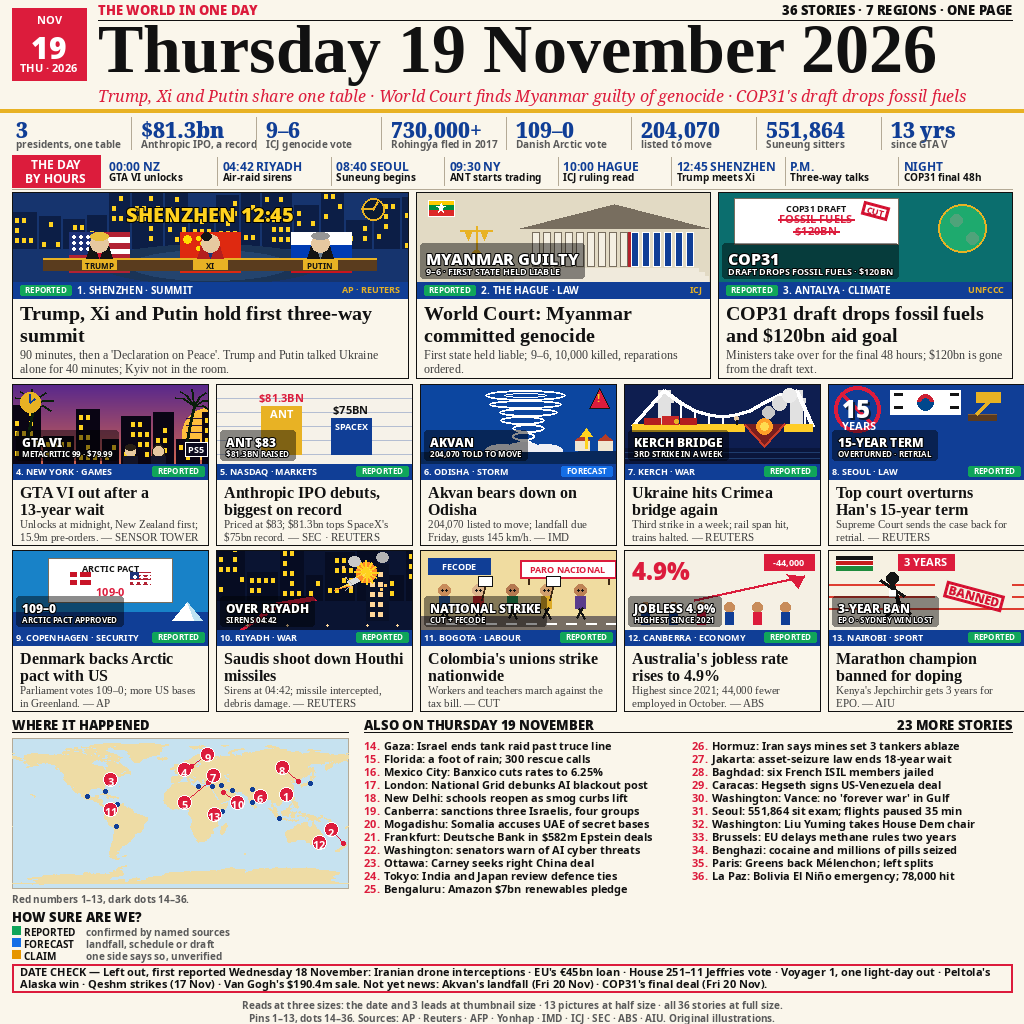 NOV
19
THU · 2026
THE WORLD IN ONE DAY
36 STORIES · 7 REGIONS · ONE PAGE
Thursday 19 November 2026
Trump, Xi and Putin share one table · World Court finds Myanmar guilty of genocide · COP31's draft drops fossil fuels
3
presidents, one table
$81.3bn
Anthropic IPO, a record
9–6
ICJ genocide vote
730,000+
Rohingya fled in 2017
109–0
Danish Arctic vote
204,070
listed to move
551,864
Suneung sitters
13 yrs
since GTA V
THE DAY
BY HOURS
00:00 NZ
GTA VI unlocks
04:42 RIYADH
Air-raid sirens
08:40 SEOUL
Suneung begins
09:30 NY
ANT starts trading
10:00 HAGUE
ICJ ruling read
12:45 SHENZHEN
Trump meets Xi
P.M.
Three-way talks
NIGHT
COP31 final 48h
SHENZHEN 12:45
TRUMP
XI
PUTIN
REPORTED 1. SHENZHEN · SUMMIT AP · REUTERS
Trump, Xi and Putin hold first three-way
summit
90 minutes, then a 'Declaration on Peace'. Trump and Putin talked Ukraine
alone for 40 minutes; Kyiv not in the room.
MYANMAR GUILTY
9–6 · FIRST STATE HELD LIABLE
REPORTED 2. THE HAGUE · LAW ICJ
World Court: Myanmar
committed genocide
First state held liable; 9–6, 10,000 killed, reparations
ordered.
COP31 DRAFT
FOSSIL FUELS
$120BN
CUT
COP31
DRAFT DROPS FOSSIL FUELS · $120BN
REPORTED 3. ANTALYA · CLIMATE UNFCCC
COP31 draft drops fossil fuels
and $120bn aid goal
Ministers take over for the final 48 hours; $120bn is gone
from the draft text.
GTA VI
METACRITIC 99 · $79.99
PS5
4. NEW YORK · GAMES REPORTED
GTA VI out after a
13-year wait
Unlocks at midnight, New Zealand first;
15.9m pre-orders. — SENSOR TOWER
$81.3BN
ANT
$75BN
SPACEX
ANT $83
$81.3BN RAISED
5. NASDAQ · MARKETS REPORTED
Anthropic IPO debuts,
biggest on record
Priced at $83; $81.3bn tops SpaceX's
$75bn record. — SEC · REUTERS
AKVAN
204,070 TOLD TO MOVE
6. ODISHA · STORM FORECAST
Akvan bears down on
Odisha
204,070 listed to move; landfall due
Friday, gusts 145 km/h. — IMD
KERCH BRIDGE
3RD STRIKE IN A WEEK
7. KERCH · WAR REPORTED
Ukraine hits Crimea
bridge again
Third strike in a week; rail span hit,
trains halted. — REUTERS
15
YEARS
15-YEAR TERM
OVERTURNED · RETRIAL
8. SEOUL · LAW REPORTED
Top court overturns
Han's 15-year term
Supreme Court sends the case back for
retrial. — REUTERS
ARCTIC PACT
109-0
109–0
ARCTIC PACT APPROVED
9. COPENHAGEN · SECURITY REPORTED
Denmark backs Arctic
pact with US
Parliament votes 109–0; more US bases
in Greenland. — AP
OVER RIYADH
SIRENS 04:42
10. RIYADH · WAR REPORTED
Saudis shoot down Houthi
missiles
Sirens at 04:42; missile intercepted,
debris damage. — REUTERS
FECODE
PARO NACIONAL
NATIONAL STRIKE
CUT + FECODE
11. BOGOTA · LABOUR REPORTED
Colombia's unions strike
nationwide
Workers and teachers march against the
tax bill. — CUT
4.9%
-44,000
JOBLESS 4.9%
HIGHEST SINCE 2021
12. CANBERRA · ECONOMY REPORTED
Australia's jobless rate
rises to 4.9%
Highest since 2021; 44,000 fewer
employed in October. — ABS
3 YEARS
BANNED
3-YEAR BAN
EPO · SYDNEY WIN LOST
13. NAIROBI · SPORT REPORTED
Marathon champion
banned for doping
Kenya's Jepchirchir gets 3 years for
EPO. — AIU
WHERE IT HAPPENED
9
4
7
8
3
5
10
6
1
11
13
2
12
Red numbers 1–13, dark dots 14–36.
HOW SURE ARE WE?
REPORTED confirmed by named sources
FORECAST landfall, schedule or draft
CLAIM one side says so, unverified
ALSO ON THURSDAY 19 NOVEMBER
23 MORE STORIES
14. Gaza: Israel ends tank raid past truce line
15. Florida: a foot of rain; 300 rescue calls
16. Mexico City: Banxico cuts rates to 6.25%
17. London: National Grid debunks AI blackout post
18. New Delhi: schools reopen as smog curbs lift
19. Canberra: sanctions three Israelis, four groups
20. Mogadishu: Somalia accuses UAE of secret bases
21. Frankfurt: Deutsche Bank in $582m Epstein deals
22. Washington: senators warn of AI cyber threats
23. Ottawa: Carney seeks right China deal
24. Tokyo: India and Japan review defence ties
25. Bengaluru: Amazon $7bn renewables pledge
26. Hormuz: Iran says mines set 3 tankers ablaze
27. Jakarta: asset-seizure law ends 18-year wait
28. Baghdad: six French ISIL members jailed
29. Caracas: Hegseth signs US-Venezuela deal
30. Washington: Vance: no 'forever war' in Gulf
31. Seoul: 551,864 sit exam; flights paused 35 min
32. Washington: Liu Yuming takes House Dem chair
33. Brussels: EU delays methane rules two years
34. Benghazi: cocaine and millions of pills seized
35. Paris: Greens back Mélenchon; left splits
36. La Paz: Bolivia El Niño emergency; 78,000 hit
DATE CHECK — Left out, first reported Wednesday 18 November: Iranian drone interceptions · EU's €45bn loan · House 251–11 Jeffries vote · Voyager 1, one light-day out · Peltola's
Alaska win · Qeshm strikes (17 Nov) · Van Gogh's $190.4m sale. Not yet news: Akvan's landfall (Fri 20 Nov) · COP31's final deal (Fri 20 Nov).
Reads at three sizes: the date and 3 leads at thumbnail size · 13 pictures at half size · all 36 stories at full size.
Pins 1–13, dots 14–36. Sources: AP · Reuters · AFP · Yonhap · IMD · ICJ · SEC · ABS · AIU. Original illustrations.